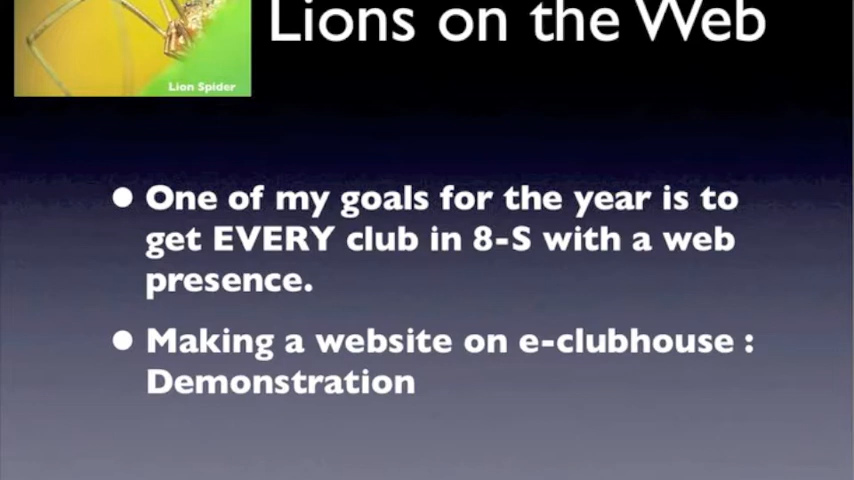 Lions on the Web
Lion Spider
• One of my goals for the year is to
get EVERY club in 8-S with a web
presence.
• Making a website on e-clubhouse :
Demonstration